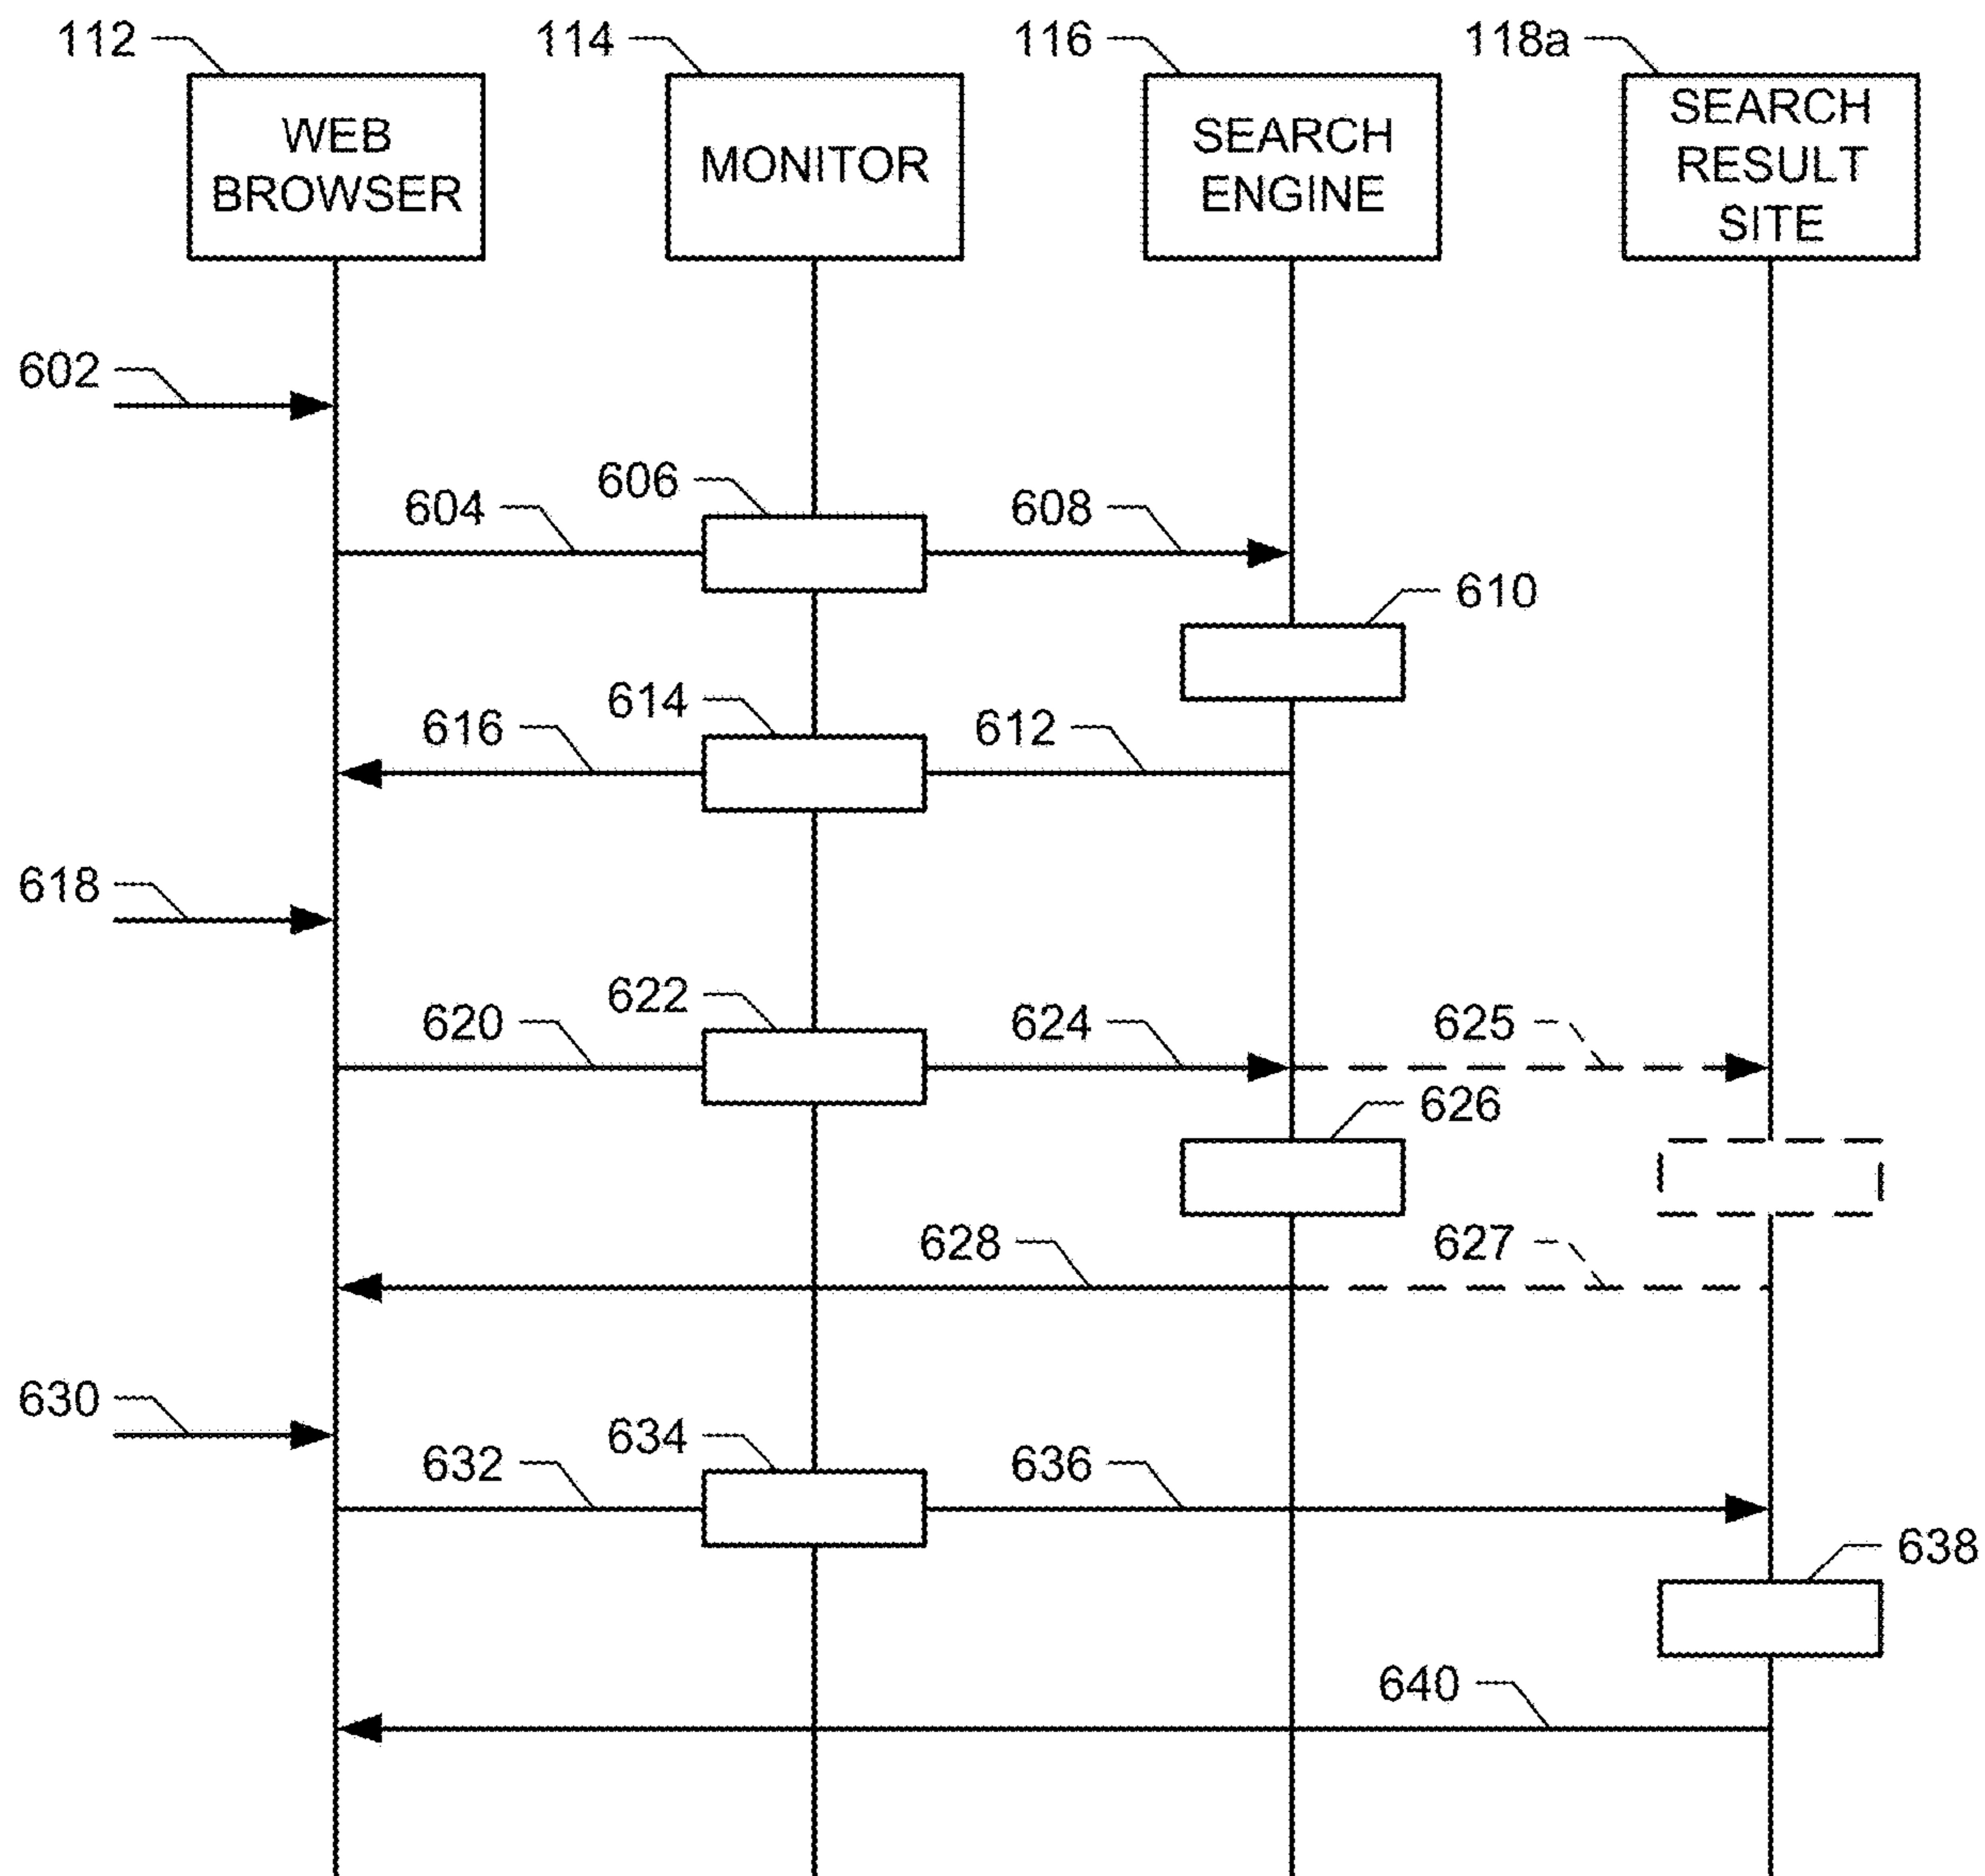 112
114
116
118a
WEB
BROWSER
MONITOR
SEARCH
ENGINE
SEARCH
RESULT
SITE
602
604
606
608
610
616
614
612
618
620
622
624
625
626
628
627
630
632
634
636
638
640